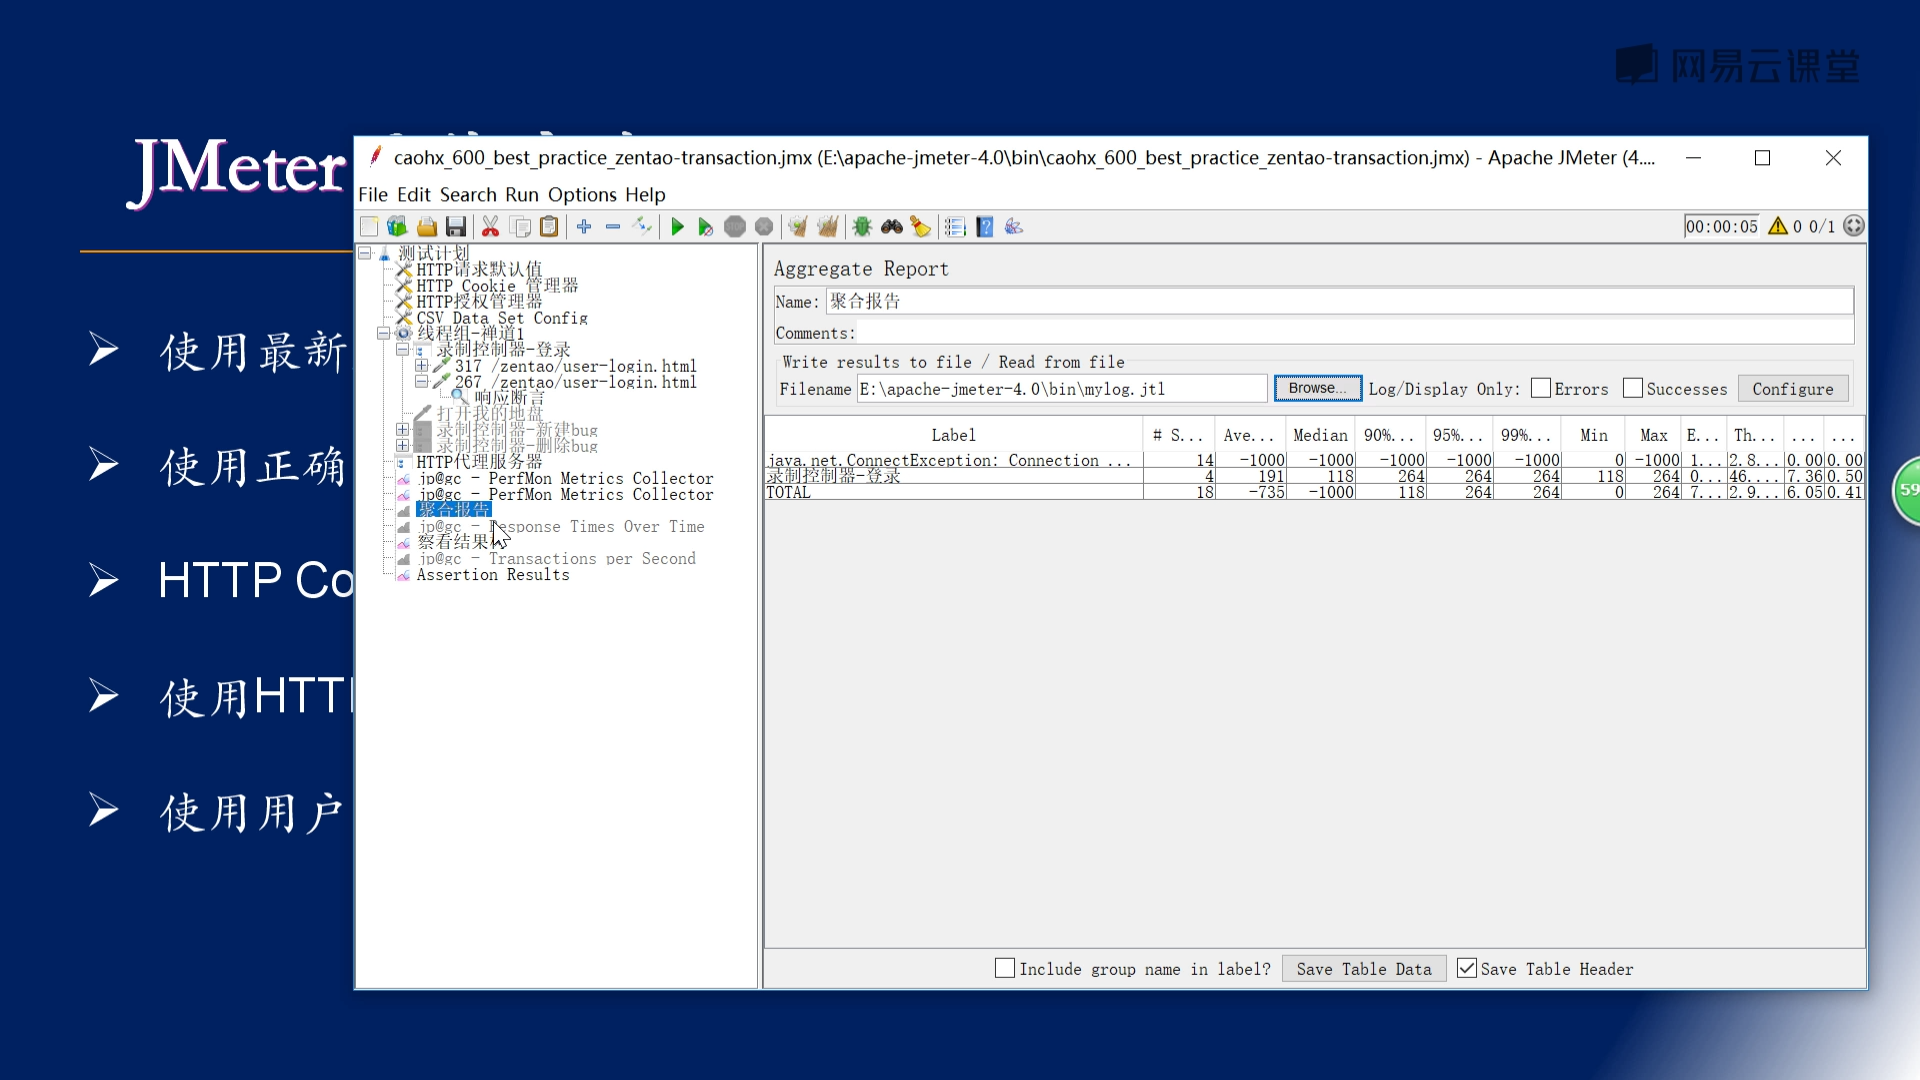 网易云课堂
JMeter
caohx_600_best_practice_zentao-transaction.jmx (E:\apache-jmeter-4.0\bin\caohx_600_best_practice_zentao-transaction.jmx) - Apache JMeter (4....
File Edit Search Run Options Help
00:00:05 0 0/1
测试计划
HTTP请求默认值
HTTP Cookie 管理器
HTTP授权管理器
CSV Data Set Config
线程组-禅道1
录制控制器-登录
317 /zentao/user-login.html
267 /zentao/user-login.html
响应断言
打开我的地盘
录制控制器-新建bug
录制控制器-删除bug
HTTP代理服务器
jp@gc - PerfMon Metrics Collector
jp@gc - PerfMon Metrics Collector
聚合报告
jp@gc - Response Times Over Time
察看结果
jp@gc - Transactions per Second
Assertion Results
Aggregate Report
Name: 聚合报告
Comments:
Write results to file / Read from file
Filename E:\apache-jmeter-4.0\bin\mylog.jtl Browse... Log/Display Only: Errors Successes Configure
Label # S... Ave... Median 90%... 95%... 99%... Min Max E... Th... ... ...
java.net.ConnectException: Connection ... 14 -1000 -1000 -1000 -1000 -1000 0 -1000 1... 2.8... 0.00 0.00
录制控制器-登录 4 191 118 264 264 264 118 264 0... 46.... 7.36 0.50
TOTAL 18 -735 -1000 118 264 264 0 264 7... 2.9... 6.05 0.41
Include group name in label? Save Table Data Save Table Header
使用最新
使用正确
HTTP Co
使用HTT
使用用户
59